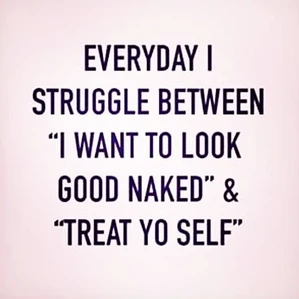 EVERYDAY I
STRUGGLE BETWEEN
“I WANT TO LOOK
GOOD NAKED” &
“TREAT YO SELF”